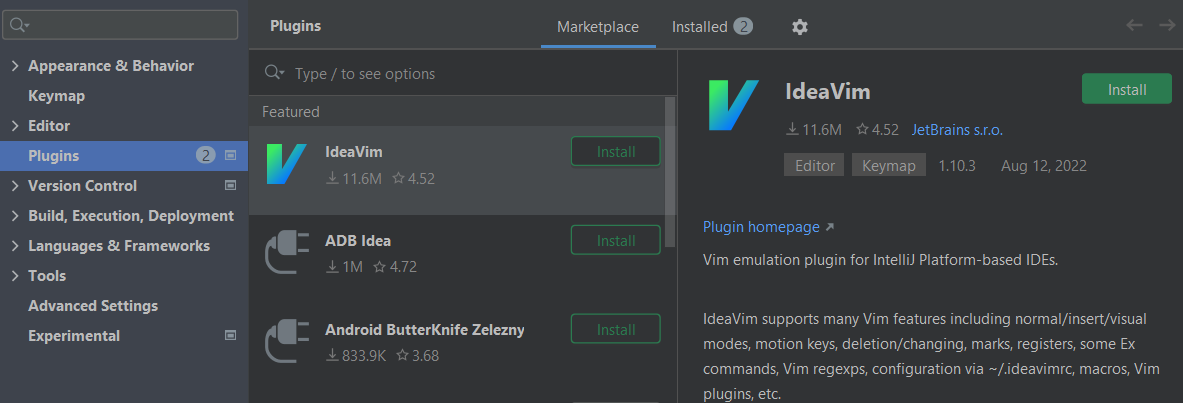 Plugins
Marketplace
Installed 2
Appearance & Behavior
Keymap
Editor
Plugins 2
Version Control
Build, Execution, Deployment
Languages & Frameworks
Tools
Advanced Settings
Experimental
Type / to see options
Featured
IdeaVim
Install
11.6M 4.52
ADB Idea
Install
1M 4.72
Android ButterKnife Zelezny
Install
833.9K 3.68
IdeaVim
Install
11.6M 4.52 JetBrains s.r.o.
Editor Keymap 1.10.3 Aug 12, 2022
Plugin homepage
Vim emulation plugin for IntelliJ Platform-based IDEs.
IdeaVim supports many Vim features including normal/insert/visual
modes, motion keys, deletion/changing, marks, registers, some Ex
commands, Vim regexps, configuration via ~/.ideavimrc, macros, Vim
plugins, etc.